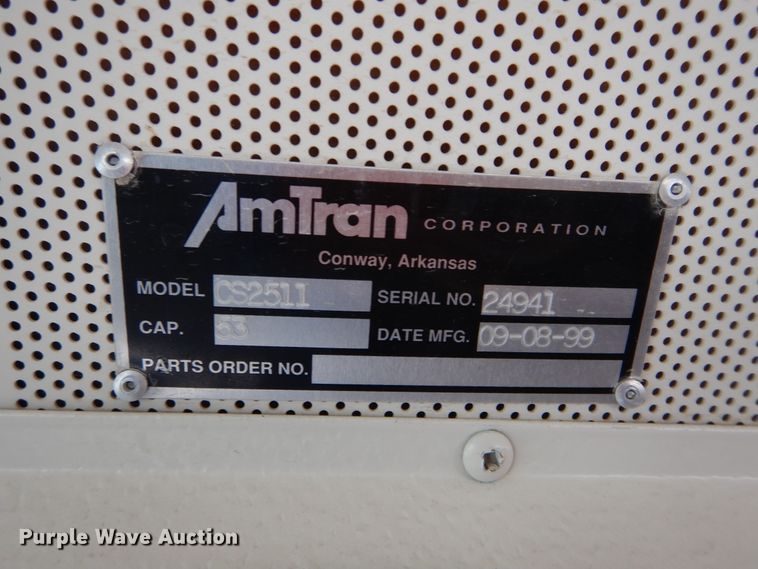 AmTran CORPORATION
Conway, Arkansas
MODEL CS2511 SERIAL NO. 24941
CAP. 53 DATE MFG. 09-08-99
PARTS ORDER NO.
Purple Wave Auction